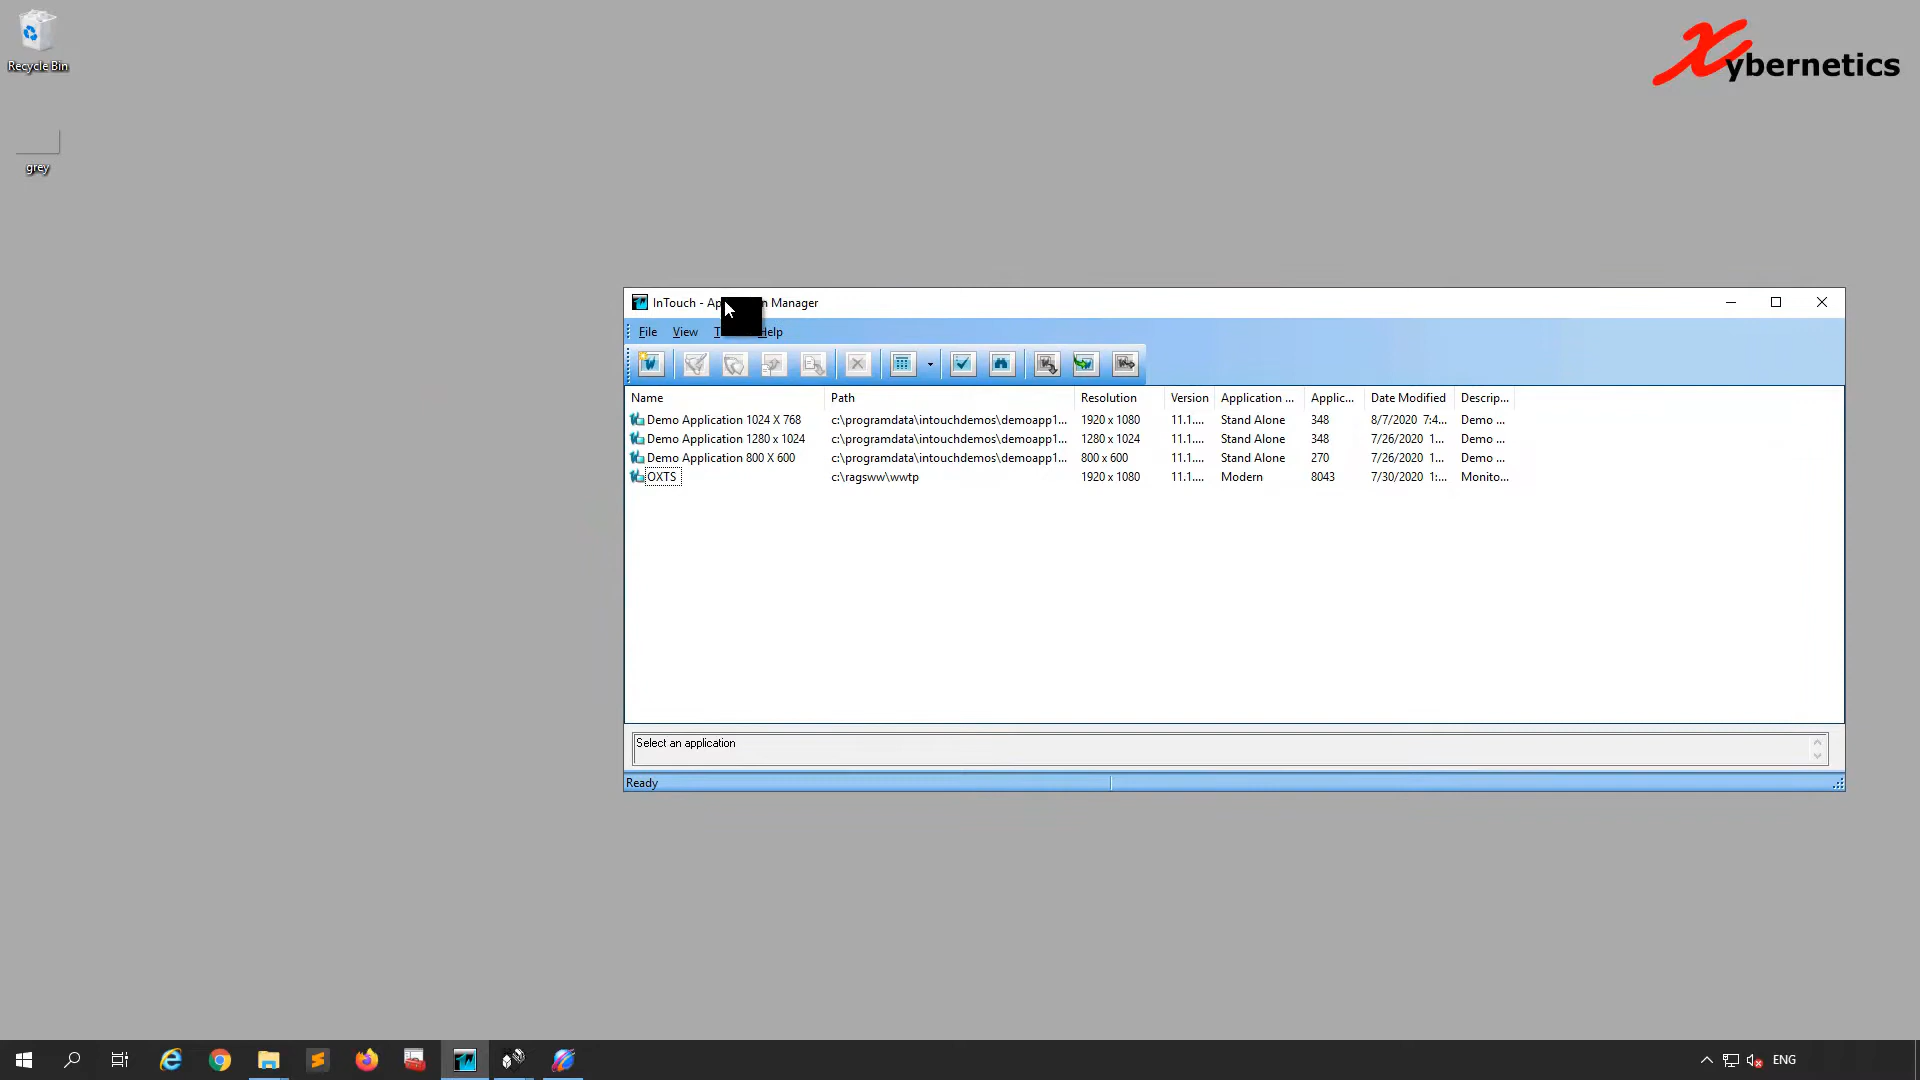 Recycle Bin
Xybernetics
grey
InTouch - Ap n Manager
File View T elp
Name Path Resolution Version Application ... Applic... Date Modified Descrip...
Demo Application 1024 X 768 c:\programdata\intouchdemos\demoapp1... 1920 x 1080 11.1.... Stand Alone 348 8/7/2020 7:4... Demo ...
Demo Application 1280 x 1024 c:\programdata\intouchdemos\demoapp1... 1280 x 1024 11.1.... Stand Alone 348 7/26/2020 1... Demo ...
Demo Application 800 X 600 c:\programdata\intouchdemos\demoapp1... 800 x 600 11.1.... Stand Alone 270 7/26/2020 1... Demo ...
OXTS c:\ragsww\wwtp 1920 x 1080 11.1.... Modern 8043 7/30/2020 1:... Monito...
Select an application
Ready
ENG